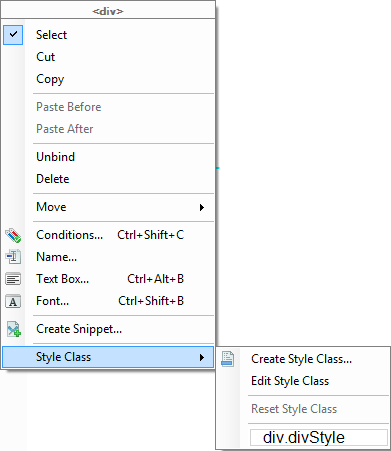 <div>
Select
Cut
Copy
Paste Before
Paste After
Unbind
Delete
Move
Conditions... Ctrl+Shift+C
Name...
Text Box... Ctrl+Alt+B
Font... Ctrl+Shift+B
Create Snippet...
Style Class
Create Style Class...
Edit Style Class
Reset Style Class
div.divStyle